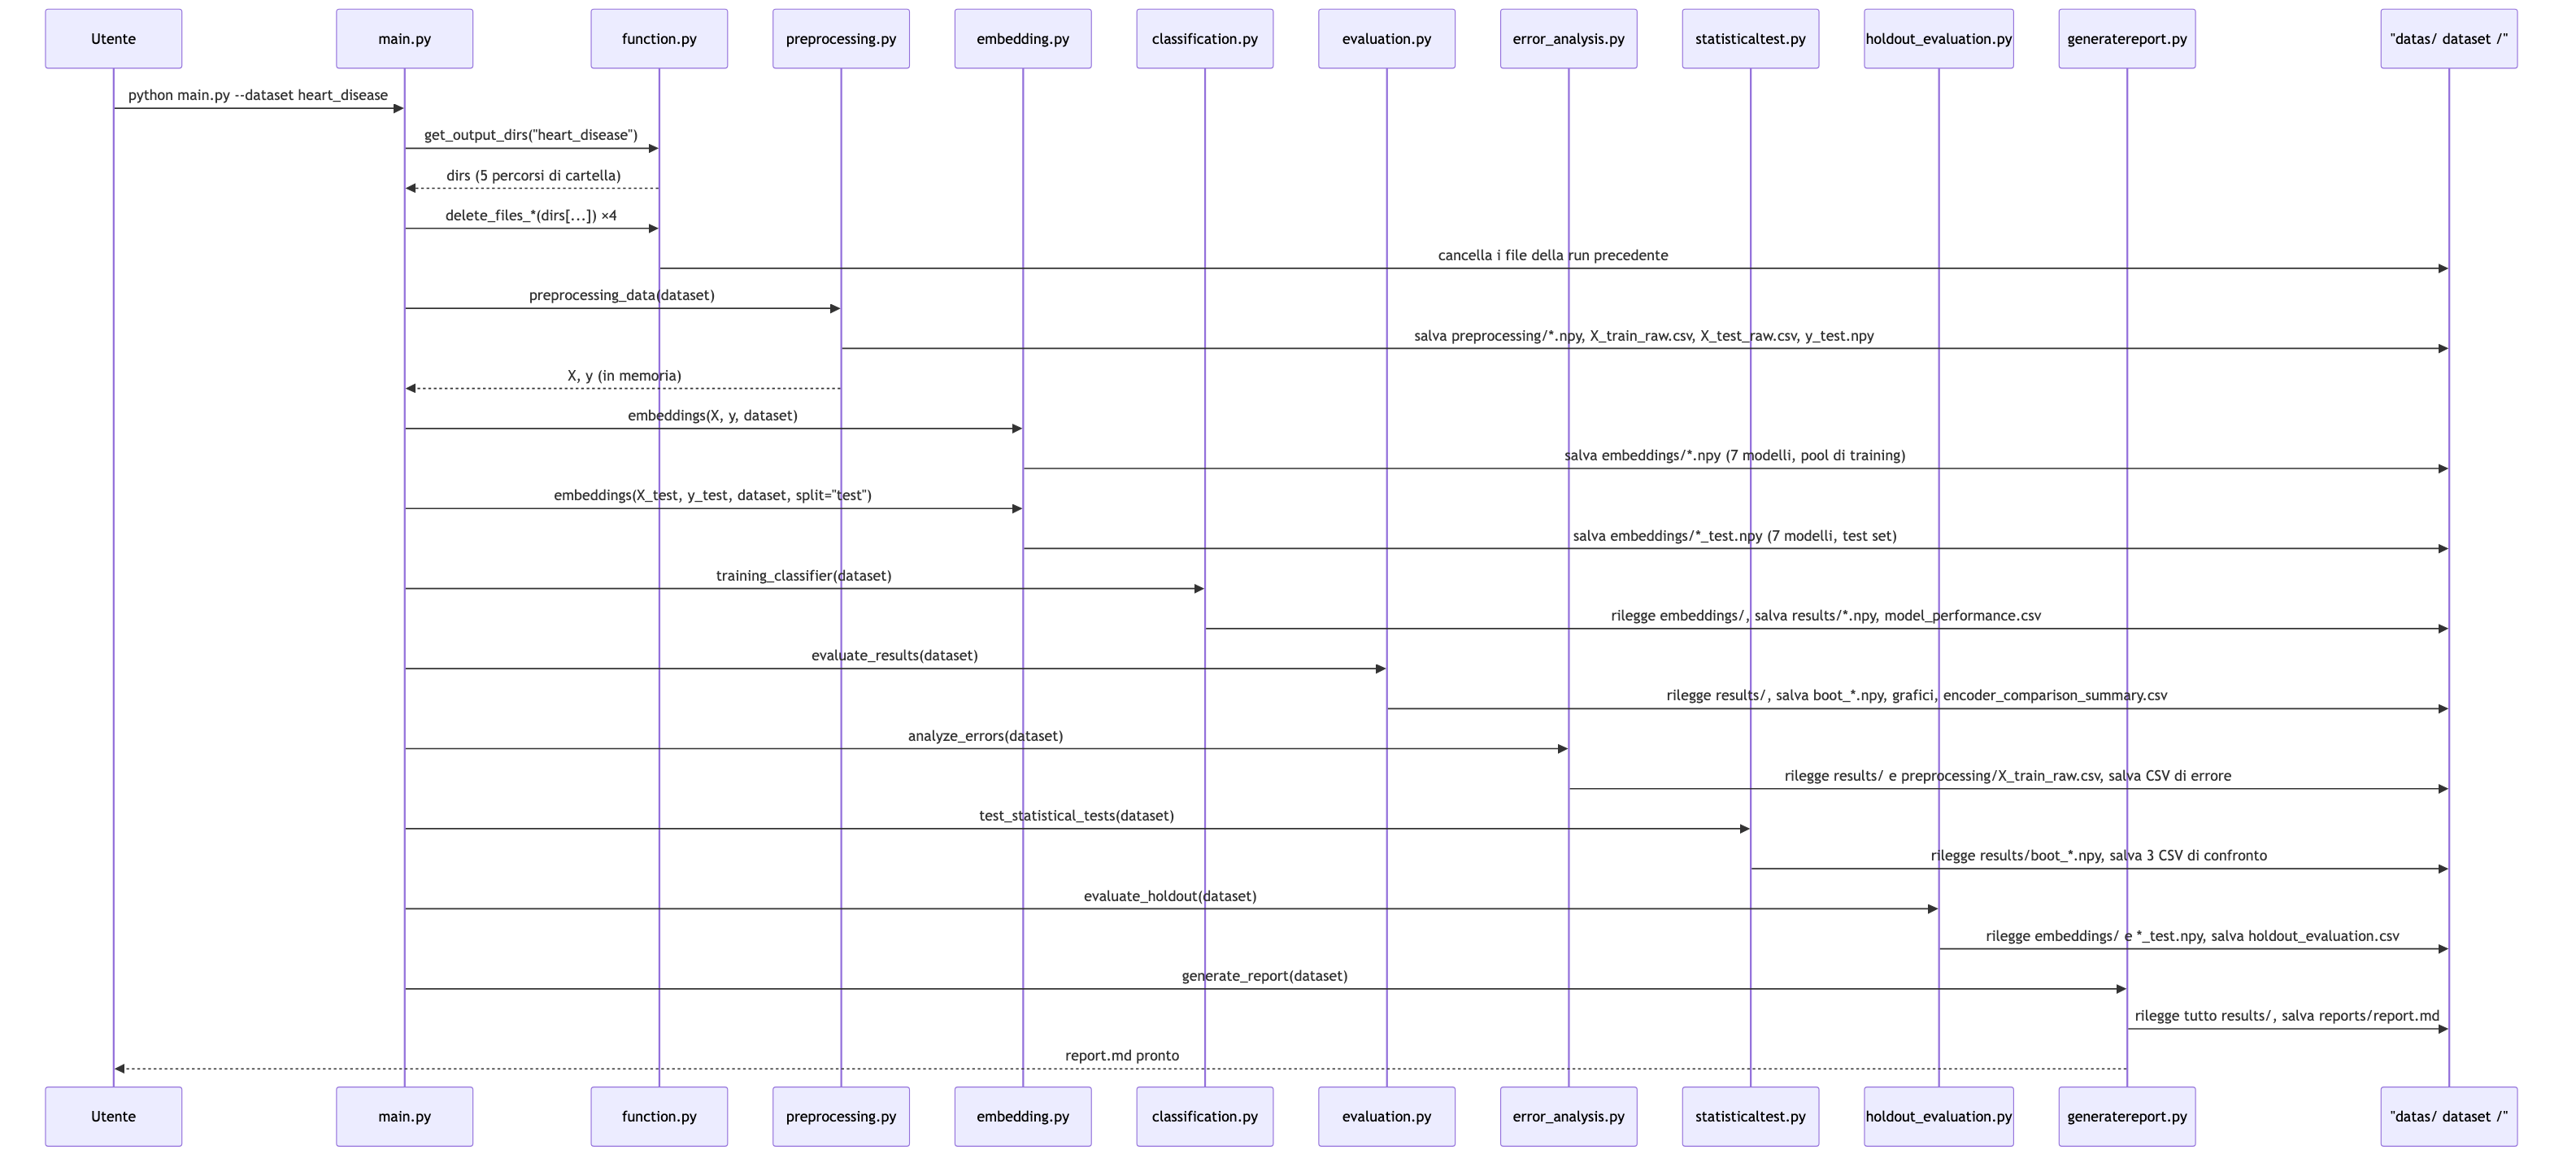 Utente
main.py
function.py
preprocessing.py
embedding.py
classification.py
evaluation.py
error_analysis.py
statisticaltest.py
holdout_evaluation.py
generatereport.py
"datas/ dataset /"
python main.py --dataset heart_disease
get_output_dirs("heart_disease")
dirs (5 percorsi di cartella)
delete_files_*(dirs[...]) ×4
cancella i file della run precedente
preprocessing_data(dataset)
salva preprocessing/*.npy, X_train_raw.csv, X_test_raw.csv, y_test.npy
X, y (in memoria)
embeddings(X, y, dataset)
salva embeddings/*.npy (7 modelli, pool di training)
embeddings(X_test, y_test, dataset, split="test")
salva embeddings/*_test.npy (7 modelli, test set)
training_classifier(dataset)
rilegge embeddings/, salva results/*.npy, model_performance.csv
evaluate_results(dataset)
rilegge results/, salva boot_*.npy, grafici, encoder_comparison_summary.csv
analyze_errors(dataset)
rilegge results/ e preprocessing/X_train_raw.csv, salva CSV di errore
test_statistical_tests(dataset)
rilegge results/boot_*.npy, salva 3 CSV di confronto
evaluate_holdout(dataset)
rilegge embeddings/ e *_test.npy, salva holdout_evaluation.csv
generate_report(dataset)
rilegge tutto results/, salva reports/report.md
report.md pronto
Utente
main.py
function.py
preprocessing.py
embedding.py
classification.py
evaluation.py
error_analysis.py
statisticaltest.py
holdout_evaluation.py
generatereport.py
"datas/ dataset /"